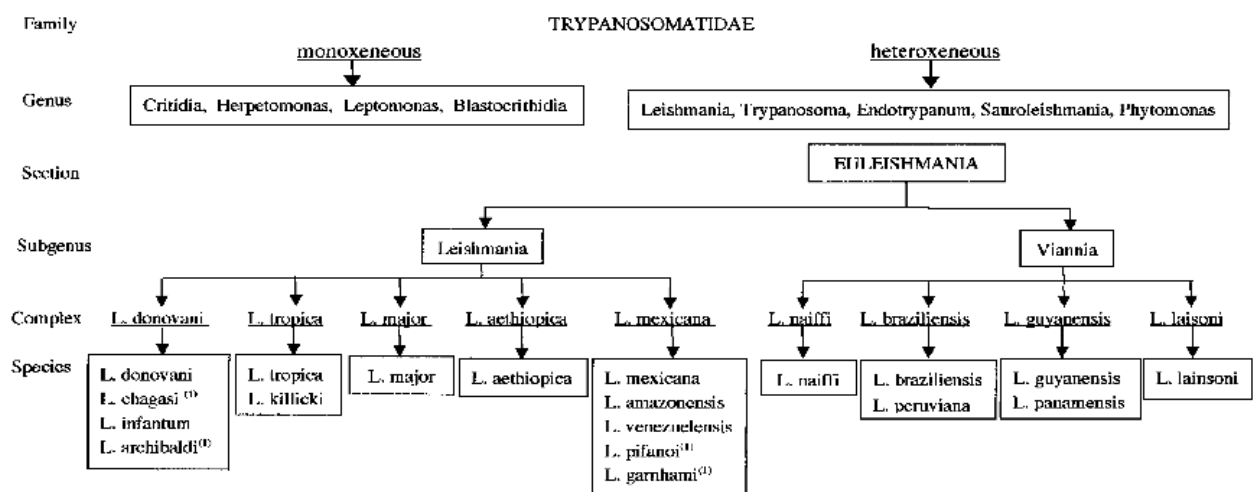 Family TRYPANOSOMATIDAE
monoxeneous heteroxeneous
Genus Critidia, Herpetomonas, Leptomonas, Blastocrithidia Leishmania, Trypanosoma, Endotrypanum, Sauroleishmania, Phytomonas
Section EULEISHMANIA
Subgenus Leishmania Viannia
Complex L. donovani L. tropica L. major L. aethiopica L. mexicana L. naiffi L. braziliensis L. guyanensis L. laisoni
Species
L. donovani
L. chagasi (1)
L. infantum
L. archibaldi(1)
L. tropica
L. killicki
L. major
L. aethiopica
L. mexicana
L. amazonensis
L. venezuelensis
L. pifanoi(1)
L. garnhami(1)
L. naiffi
L. braziliensis
L. peruviana
L. guyanensis
L. panamensis
L. lainsoni